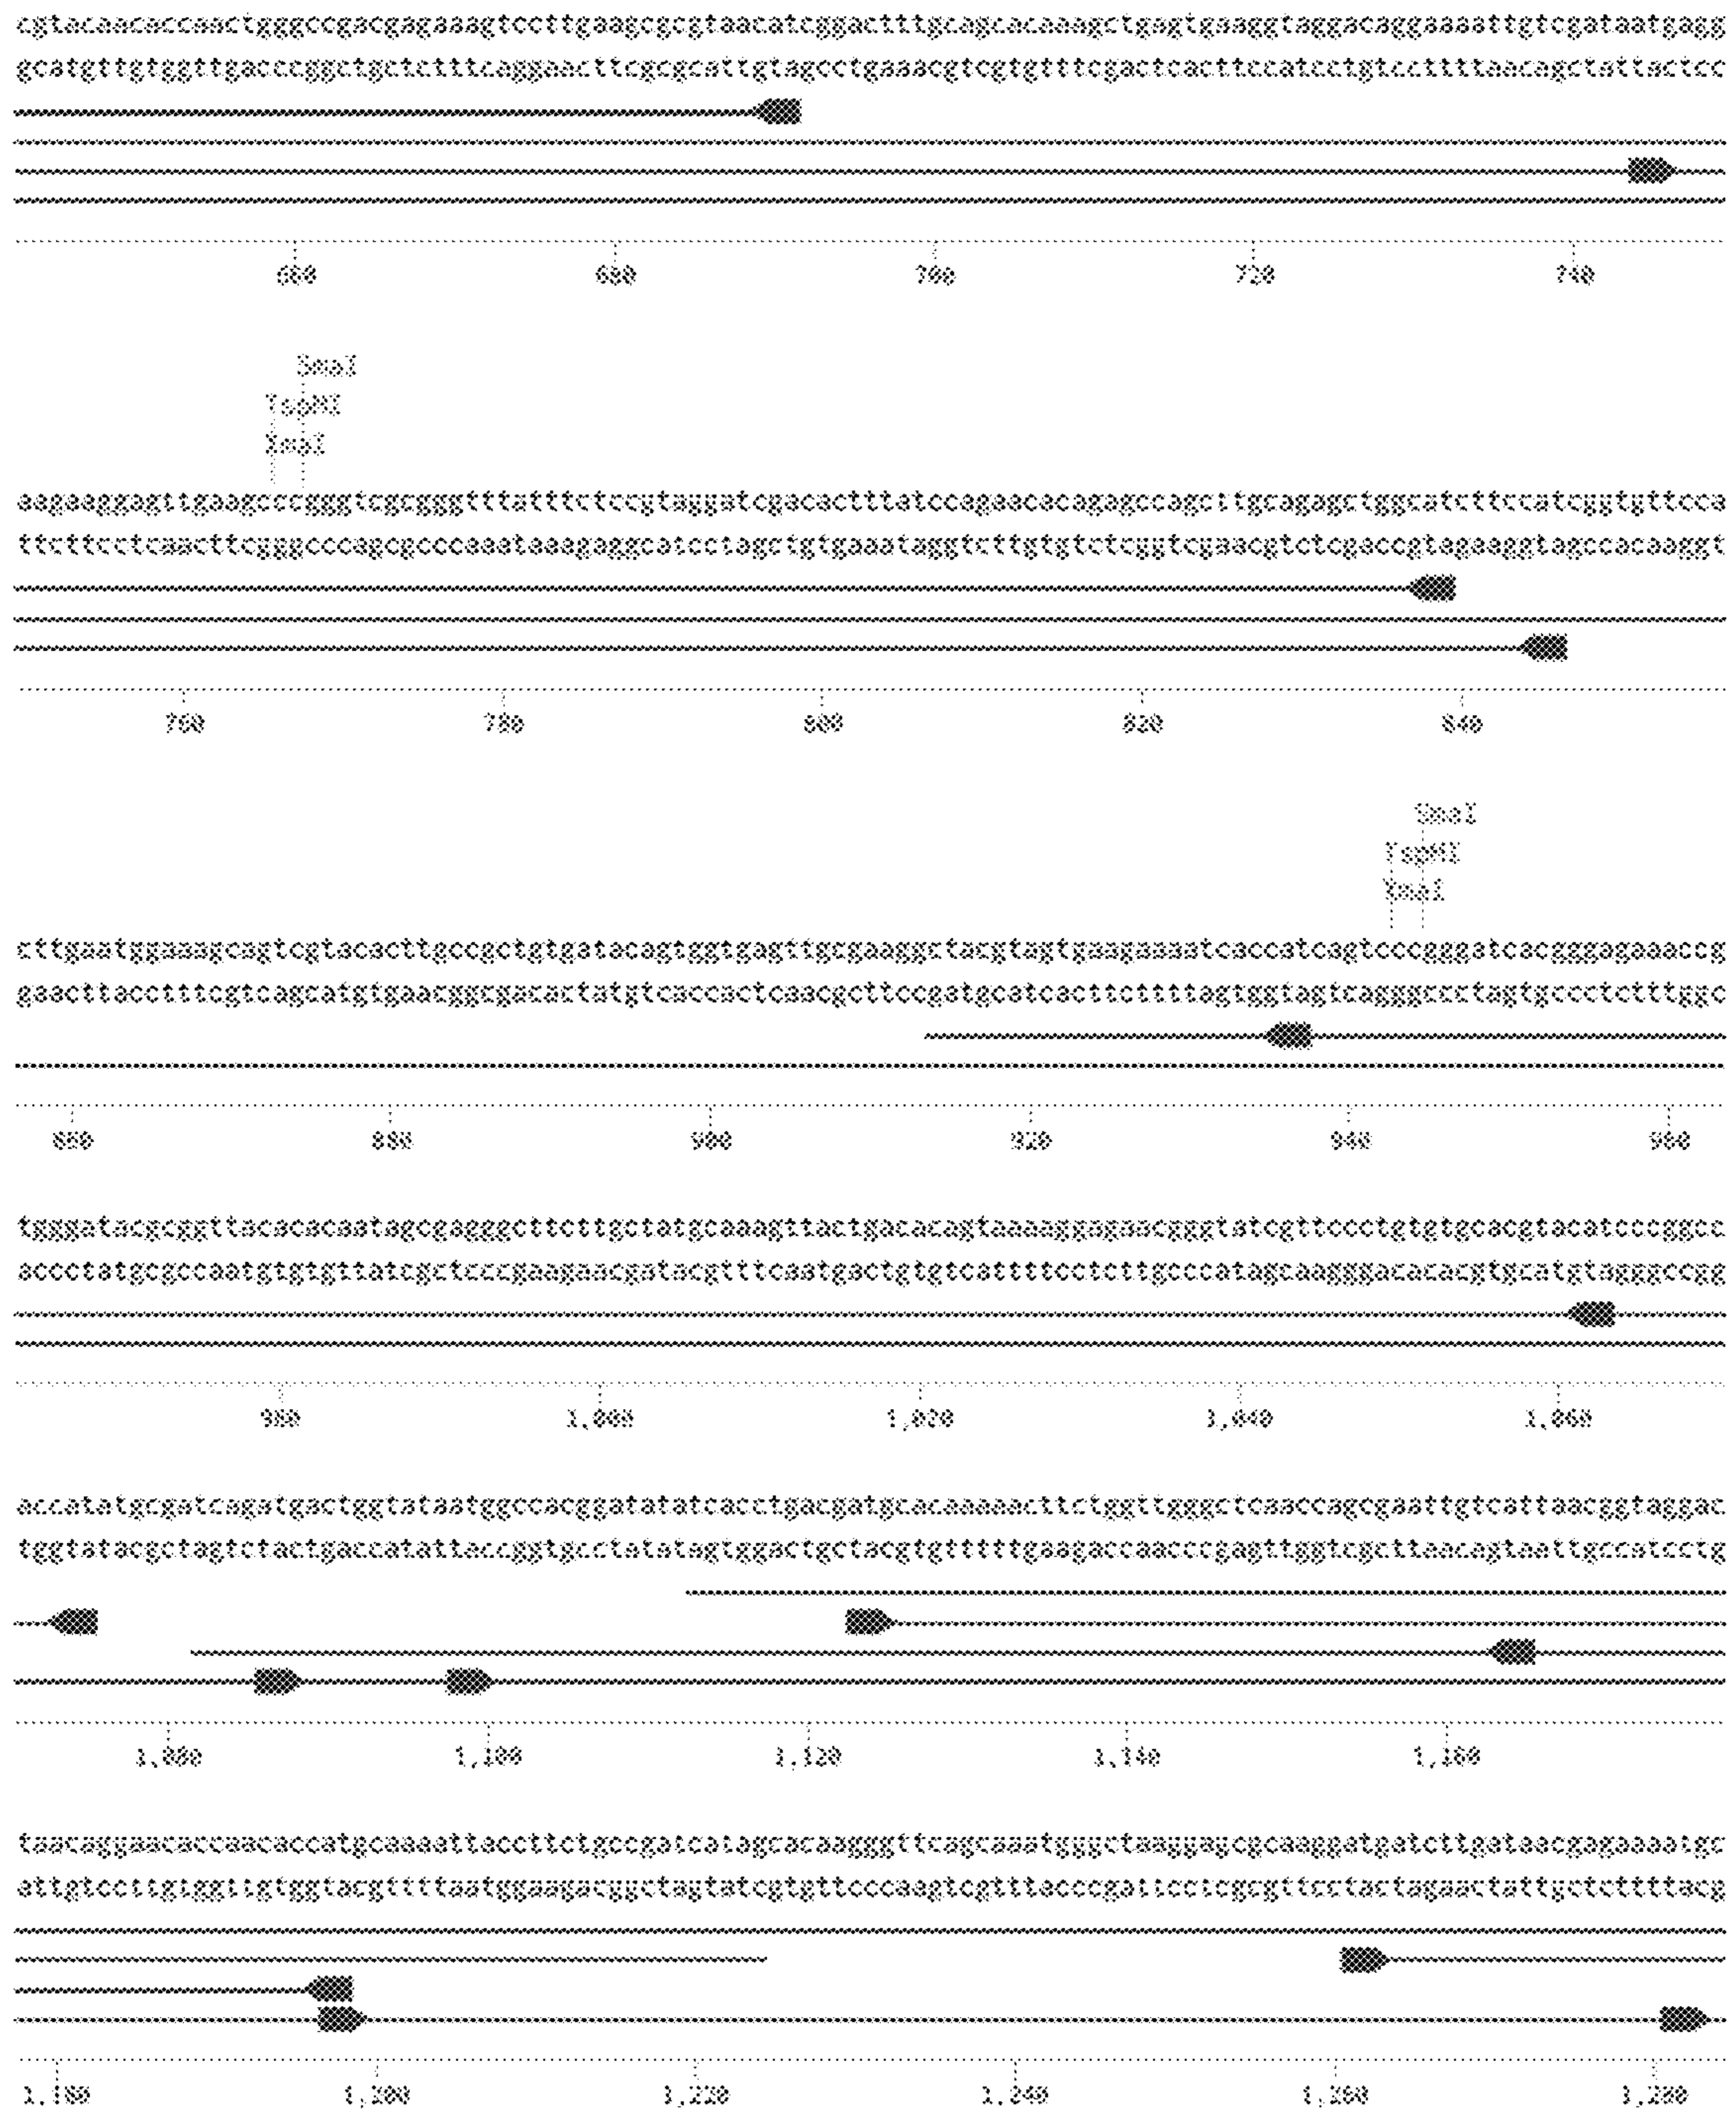 cgtacaacaccaactgggccgacgagaaagtccttgaagcgcgtaacatcggactttgcagcacaaagctgagtgaaggtaggacaggaaaattgtcgataatgagg
gcatgttgtggttgacccggctgctctttcaggaacttcgcgcattgtagcctgaaacgtcgtgtttcgactcacttccatcctgtccttttaacagctattactcc
660 680 700 720 740
SmaI
TspMI
XmaI
aagaaggagttgaagcccgggtcgcgggtttatttctccgtaggatcgacactttatccagaacacagagccagcttgcagagctggcatcttccatcggtgttcca
ttcttcctcaacttcgggcccagcgcccaaataaagaggcatcctagctgtgaaataggtcttgtgtctcggtcgaacgtctcgaccgtagaaggtagccacaaggt
760 780 800 820 840
SmaI
TspMI
XmaI
cttgaatggaaagcagtcgtacacttgccgctgtgatacagtggtgagttgcgaaggctacgtagtgaagaaaatcaccatcagtcccgggatcacgggagaaaccg
gaacttacctttcgtcagcatgtgaacggcgacactatgtcaccactcaacgcttccgatgcatcacttcttttagtggtagtcagggccctagtgccctctttggc
860 880 900 920 940 960
tgggatacgcggttacacacaatagcgagggcttcttgctatgcaaagttactgacacagtaaaaggagaacgggtatcgttccctgtgtgcacgtacatcccggcc
accctatgcgccaatgtgtgttatcgctcccgaagaacgatacgtttcaatgactgtgtcattttcctcttgcccatagcaagggacacacgtgcatgtagggccgg
980 1,000 1,020 1,040 1,060
accatatgcgatcagatgactggtataatggccacggatatatcacctgacgatgcacaaaaacttctggttgggctcaaccagcgaattgtcattaacggtaggac
tggtatacgctagtctactgaccatattaccggtgcctatatagtggactgctacgtgtttttgaagaccaacccgagttggtcgcttaacagtaattgccatcctg
1,080 1,100 1,120 1,140 1,160
taacaggaacaccaacaccatgcaaaattaccttctgccgatcatagcacaagggttcagcaaatgggctaaggagcgcaaggatgatcttgataacgagaaaatgc
attgtccttgtggttgtggtacgttttaatggaagacggctagtatcgtgttcccaagtcgtttacccgattcctcgcgttcctactagaactattgctcttttacg
1,180 1,200 1,220 1,240 1,260 1,280